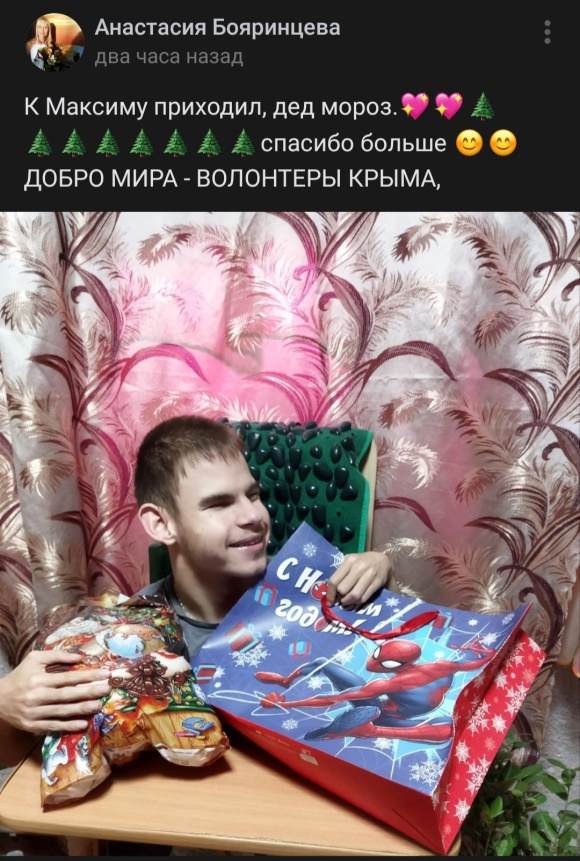 Анастасия Бояринцева
два часа назад
К Максиму приходил, дед мороз.💖💖🌲
🌲🌲🌲🌲🌲🌲🌲спасибо больше 😊😊
ДОБРО МИРА - ВОЛОНТЕРЫ КРЫМА,
С НОВЫМ
ГОДОМ!